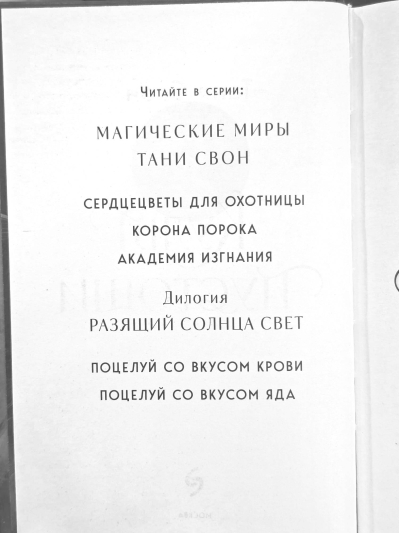 Читайте в серии:
МАГИЧЕСКИЕ МИРЫ
ТАНИ СВОН
СЕРДЦЕЦВЕТЫ ДЛЯ ОХОТНИЦЫ
КОРОНА ПОРОКА
АКАДЕМИЯ ИЗГНАНИЯ
Дилогия
РАЗЯЩИЙ СОЛНЦА СВЕТ
ПОЦЕЛУЙ СО ВКУСОМ КРОВИ
ПОЦЕЛУЙ СО ВКУСОМ ЯДА